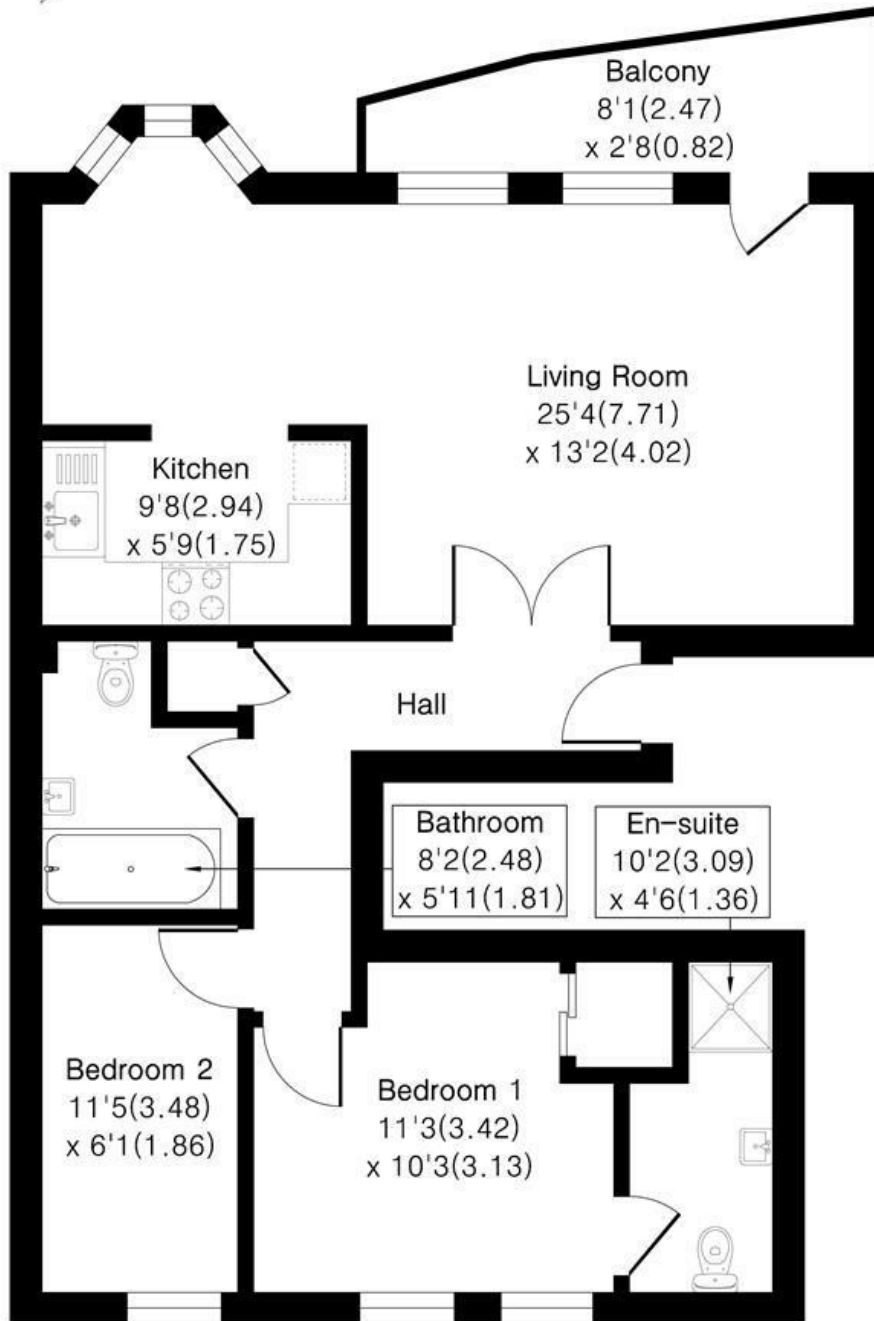 Balcony
8'1(2.47)
x 2'8(0.82)
Living Room
25'4(7.71)
x 13'2(4.02)
Kitchen
9'8(2.94)
x 5'9(1.75)
Hall
Bathroom
8'2(2.48)
x 5'11(1.81)
En-suite
10'2(3.09)
x 4'6(1.36)
Bedroom 2
11'5(3.48)
x 6'1(1.86)
Bedroom 1
11'3(3.42)
x 10'3(3.13)